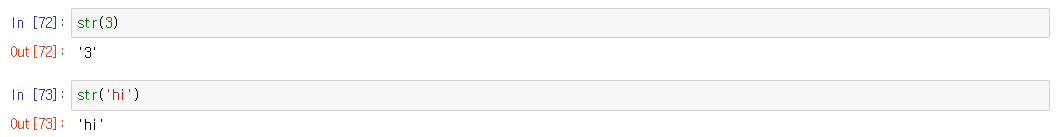 In [72]: str(3)
Out[72]: '3'
In [73]: str('hi')
Out[73]: 'hi'